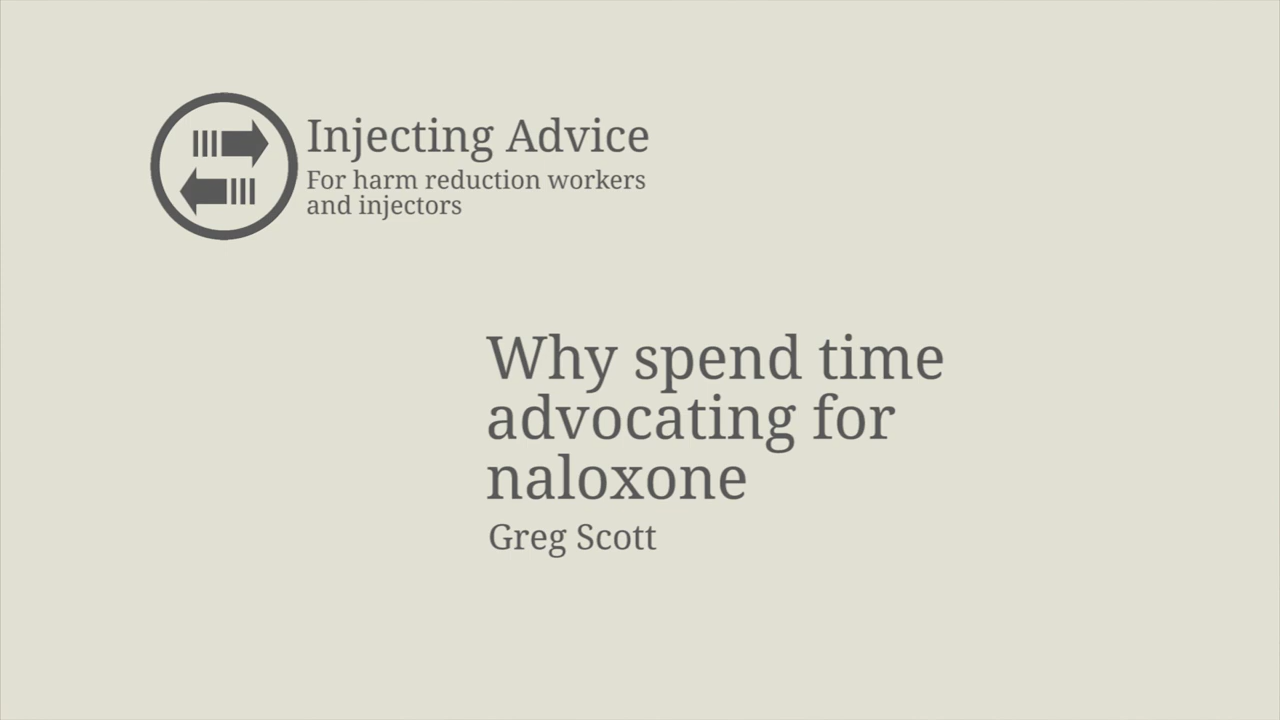 Injecting Advice
For harm reduction workers
and injectors
Why spend time
advocating for
naloxone
Greg Scott